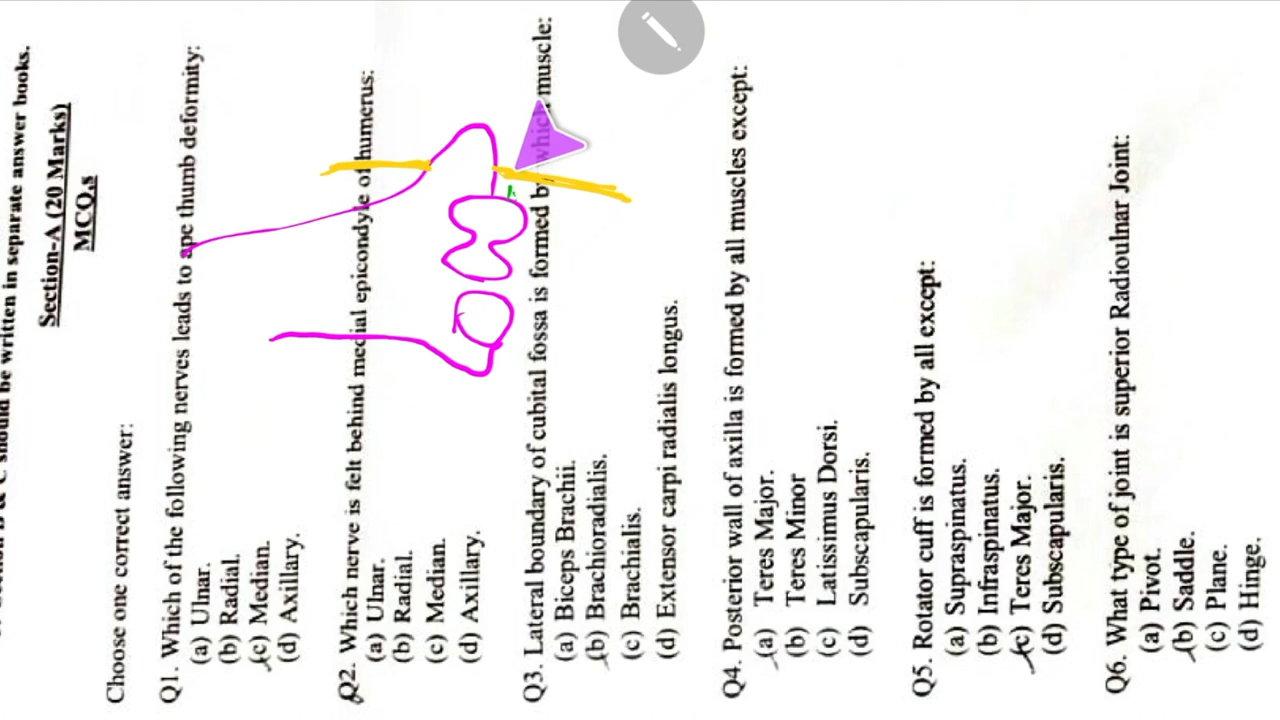 be written in separate answer books.
Section-A (20 Marks)
MCQ,s
Choose one correct answer:
Q1. Which of the following nerves leads to ape thumb deformity:
(a) Ulnar.
(b) Radial.
(c) Median.
(d) Axillary.
Q2. Which nerve is felt behind medial epicondyle of humerus:
(a) Ulnar.
(b) Radial.
(c) Median.
(d) Axillary.
Q3. Lateral boundary of cubital fossa is formed by which muscle:
(a) Biceps Brachii.
(b) Brachioradialis.
(c) Brachialis.
(d) Extensor carpi radialis longus.
Q4. Posterior wall of axilla is formed by all muscles except:
(a) Teres Major.
(b) Teres Minor
(c) Latissimus Dorsi.
(d) Subscapularis.
Q5. Rotator cuff is formed by all except:
(a) Supraspinatus.
(b) Infraspinatus.
(c) Teres Major.
(d) Subscapularis.
Q6. What type of joint is superior Radioulnar Joint:
(a) Pivot.
(b) Saddle.
(c) Plane.
(d) Hinge.